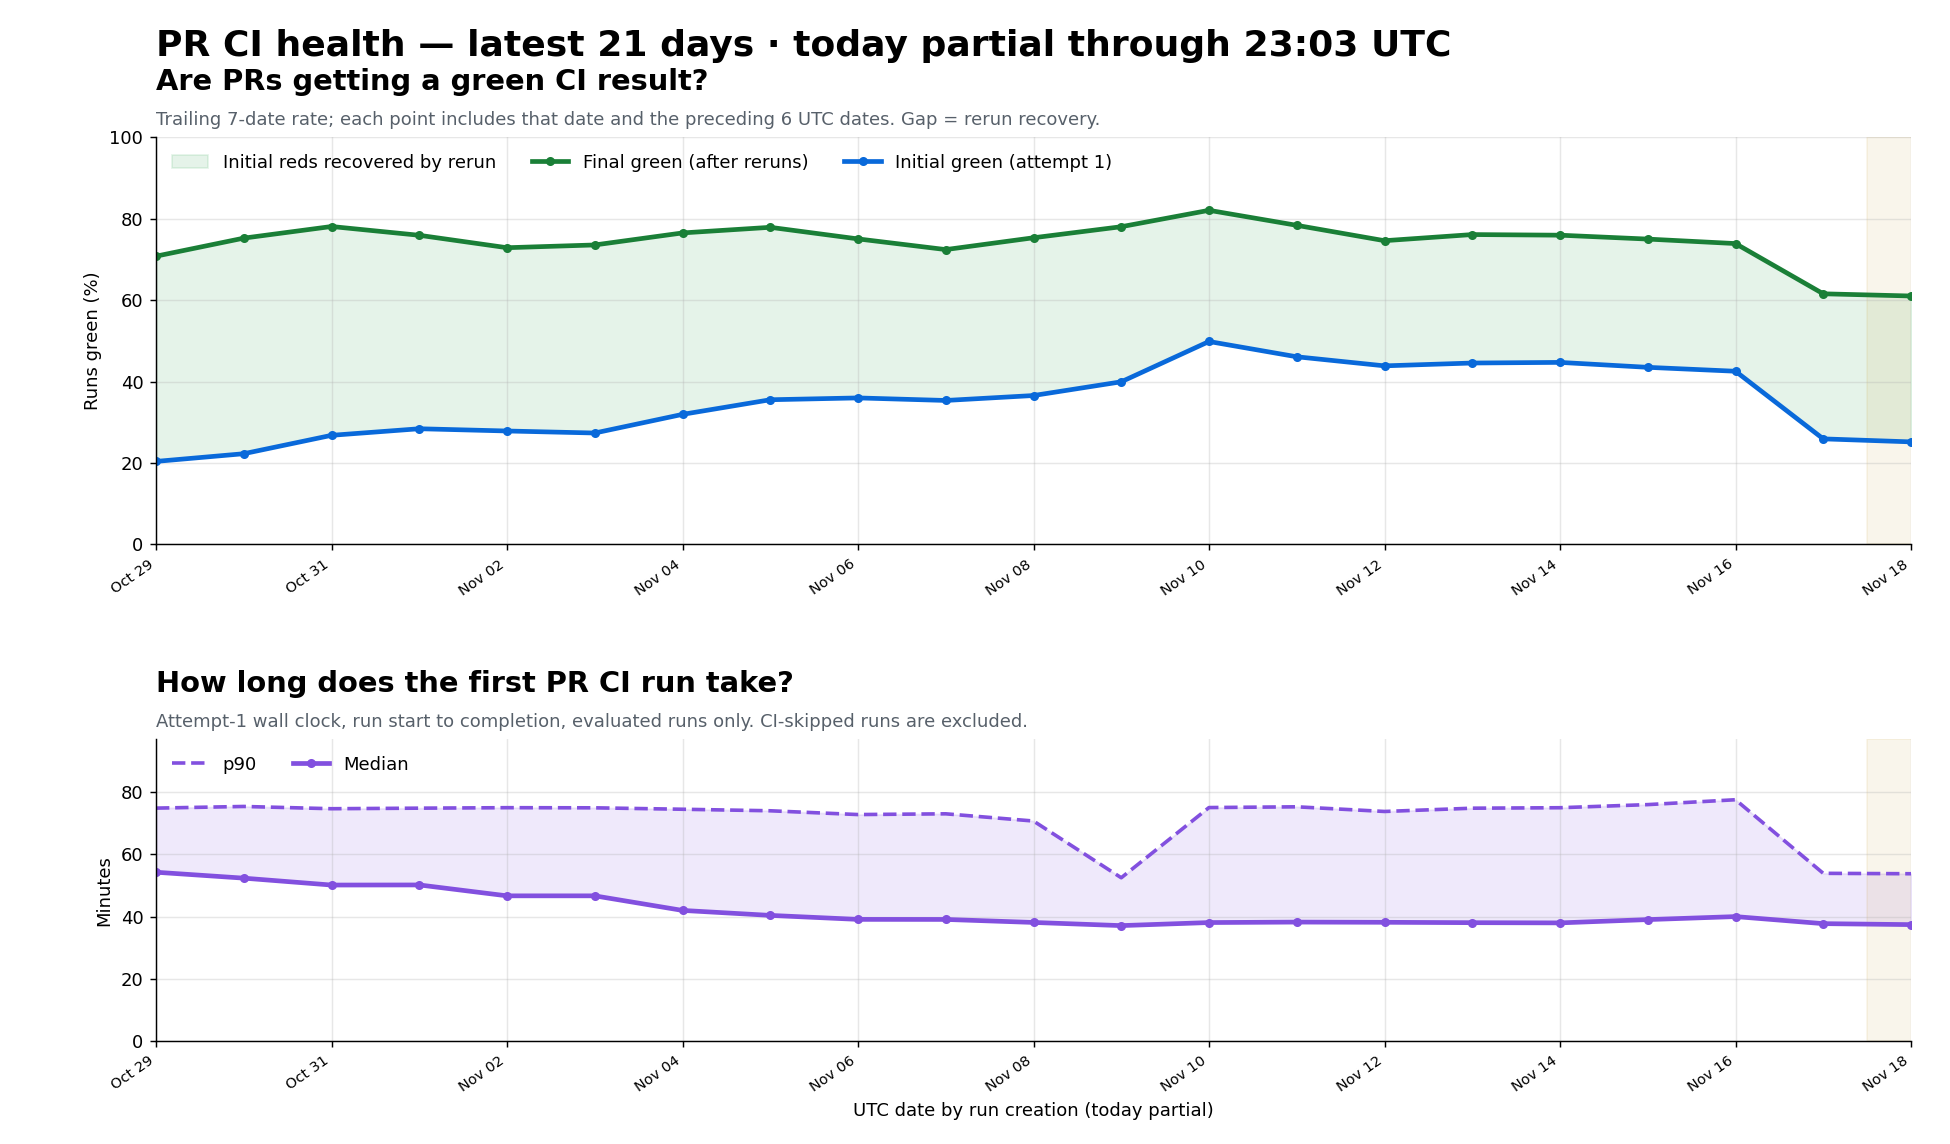 PR CI health — latest 21 days · today partial through 23:03 UTC
Are PRs getting a green CI result?
Trailing 7-date rate; each point includes that date and the preceding 6 UTC dates. Gap = rerun recovery.
Initial reds recovered by rerun
Final green (after reruns)
Initial green (attempt 1)
Runs green (%)
100
80
60
40
20
0
Oct 29
Oct 31
Nov 02
Nov 04
Nov 06
Nov 08
Nov 10
Nov 12
Nov 14
Nov 16
Nov 18
How long does the first PR CI run take?
Attempt-1 wall clock, run start to completion, evaluated runs only. CI-skipped runs are excluded.
p90
Median
Minutes
80
60
40
20
0
Oct 29
Oct 31
Nov 02
Nov 04
Nov 06
Nov 08
Nov 10
Nov 12
Nov 14
Nov 16
Nov 18
UTC date by run creation (today partial)